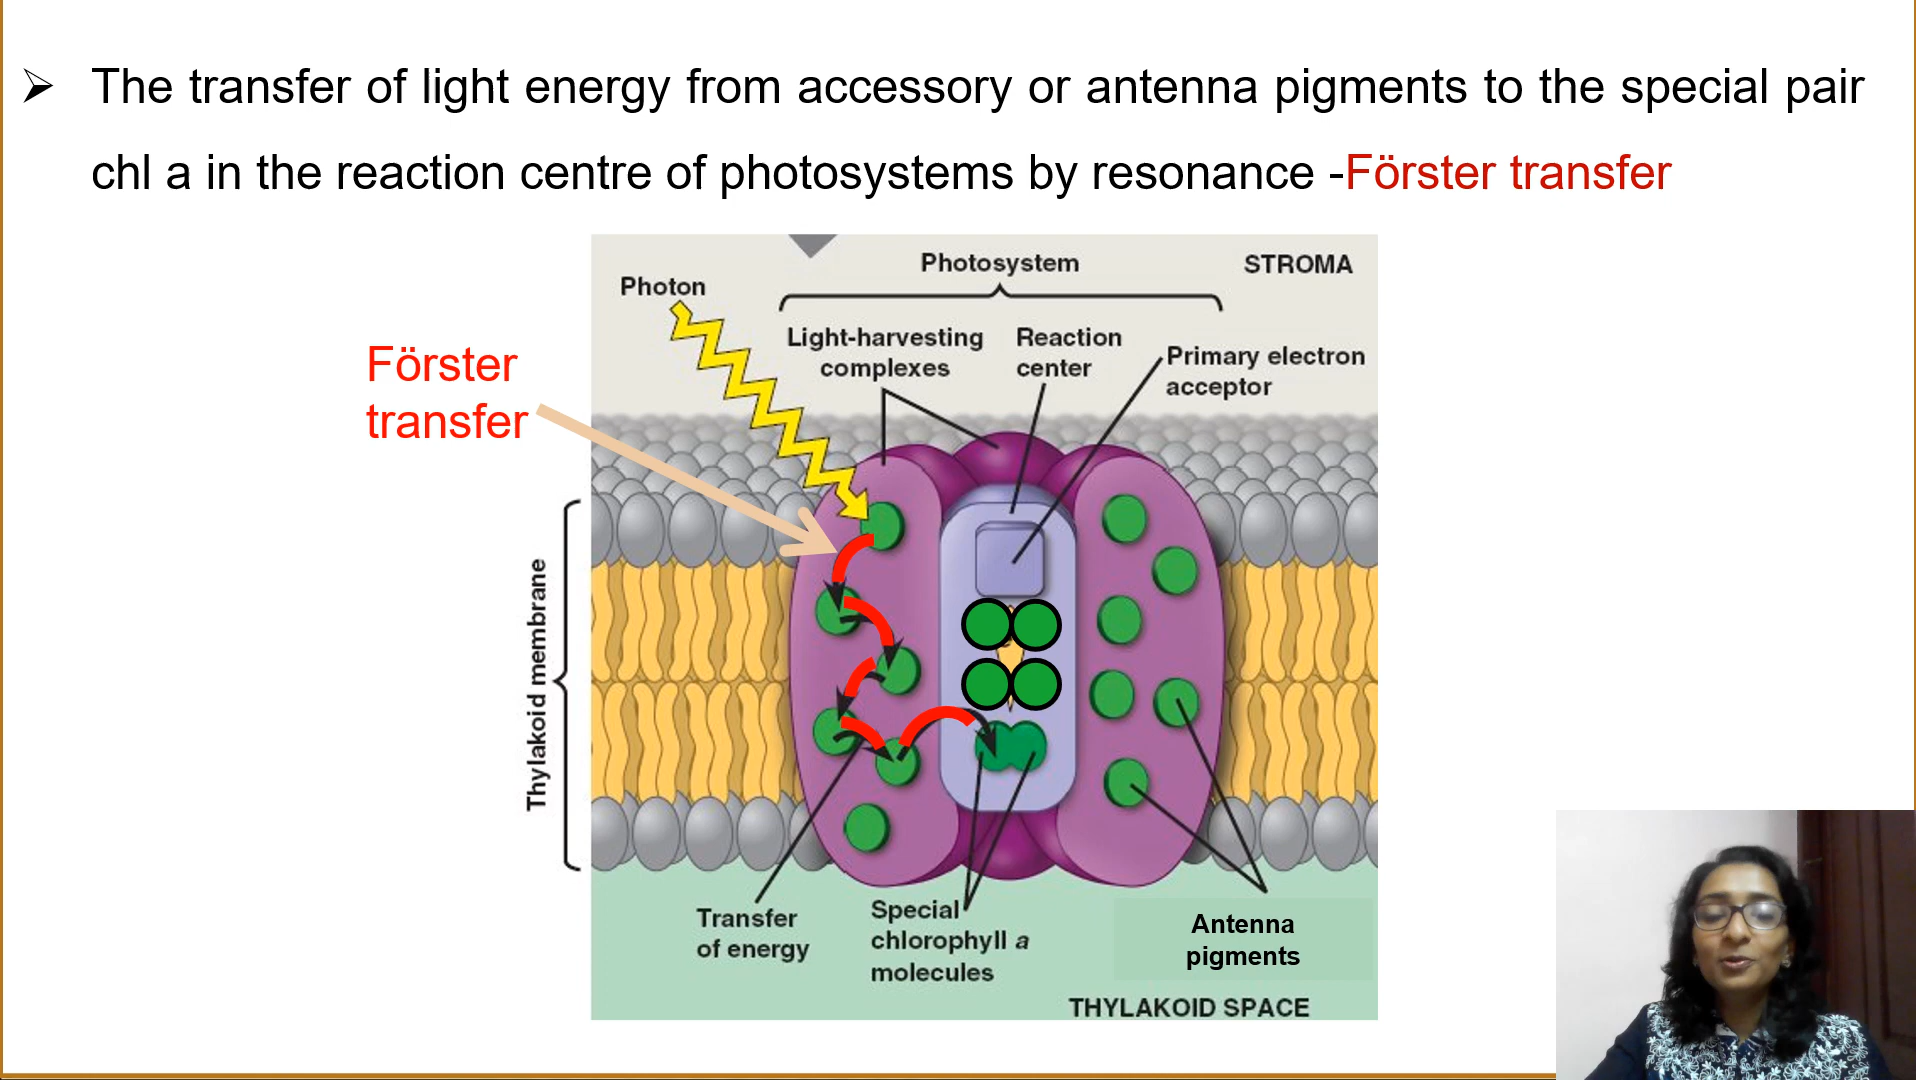 The transfer of light energy from accessory or antenna pigments to the special pair
chl a in the reaction centre of photosystems by resonance -Förster transfer
Photosystem
STROMA
Photon
Light-harvesting
complexes
Reaction
center
Primary electron
acceptor
Förster
transfer
Thylakoid membrane
Transfer
of energy
Special
chlorophyll a
molecules
Antenna
pigments
THYLAKOID SPACE